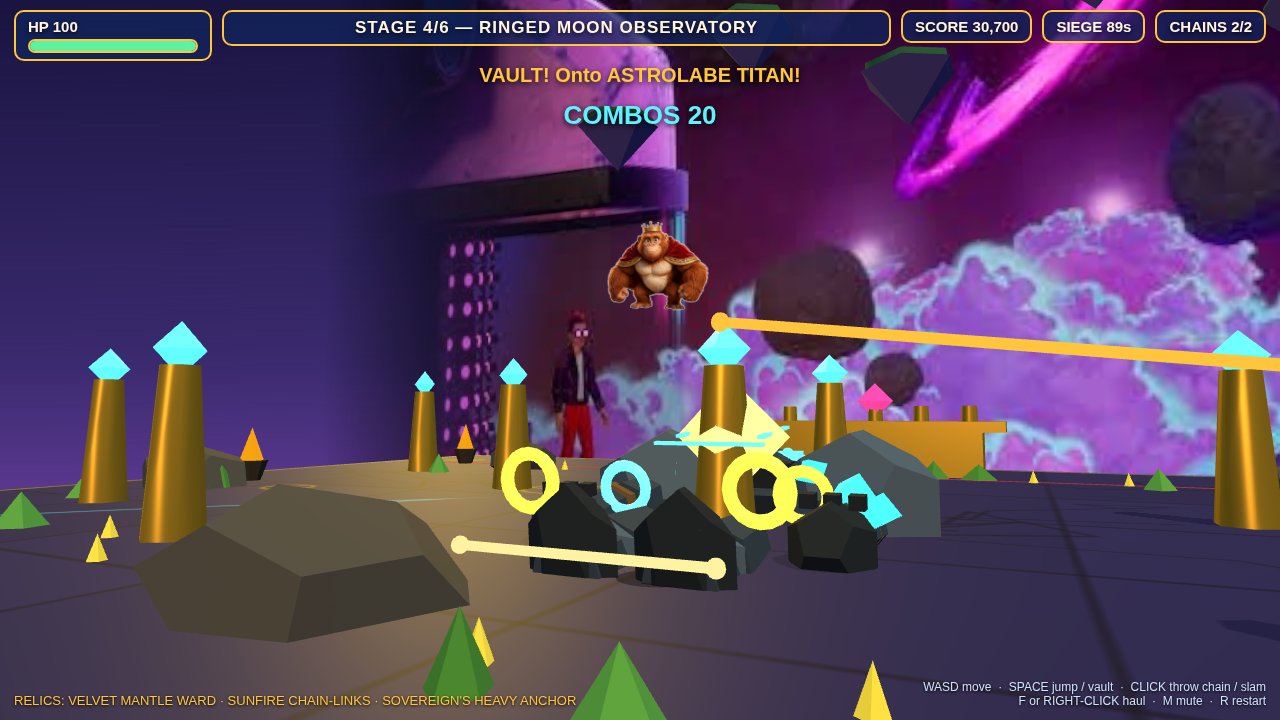 HP 100
STAGE 4/6 — RINGED MOON OBSERVATORY
SCORE 30,700
SIEGE 89s
CHAINS 2/2
VAULT! Onto ASTROLABE TITAN!
COMBOS 20
RELICS: VELVET MANTLE WARD · SUNFIRE CHAIN-LINKS · SOVEREIGN'S HEAVY ANCHOR
WASD move · SPACE jump / vault · CLICK throw chain / slam
F or RIGHT-CLICK haul · M mute · R restart